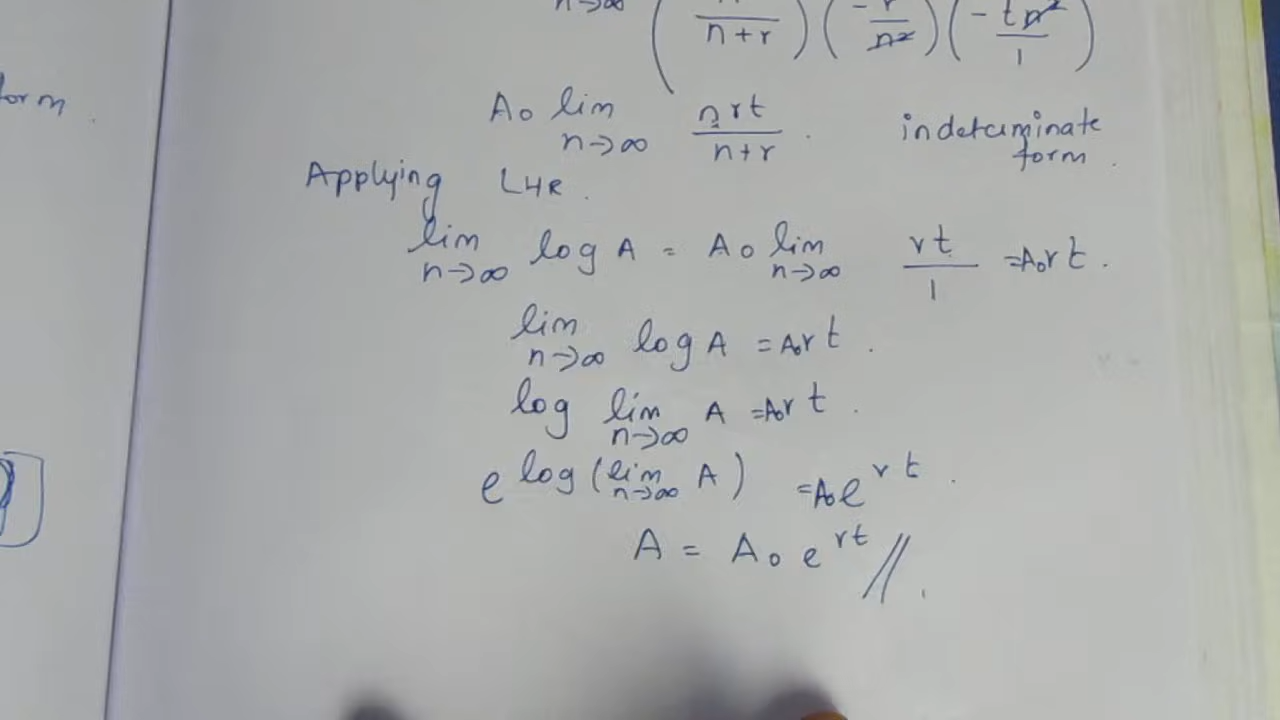 n→∞ ( n+r ) ( - r/n² ) ( - tn²/1 )
form.
A₀ lim n→∞ nrt/n+r . indeterminate form.
Applying LHR.
lim n→∞ log A = A₀ lim n→∞ rt/1 = A₀rt.
lim n→∞ log A = A₀rt.
log lim n→∞ A = A₀rt.
e^log(lim n→∞ A) = A₀e^rt.
A = A₀ e^rt //.